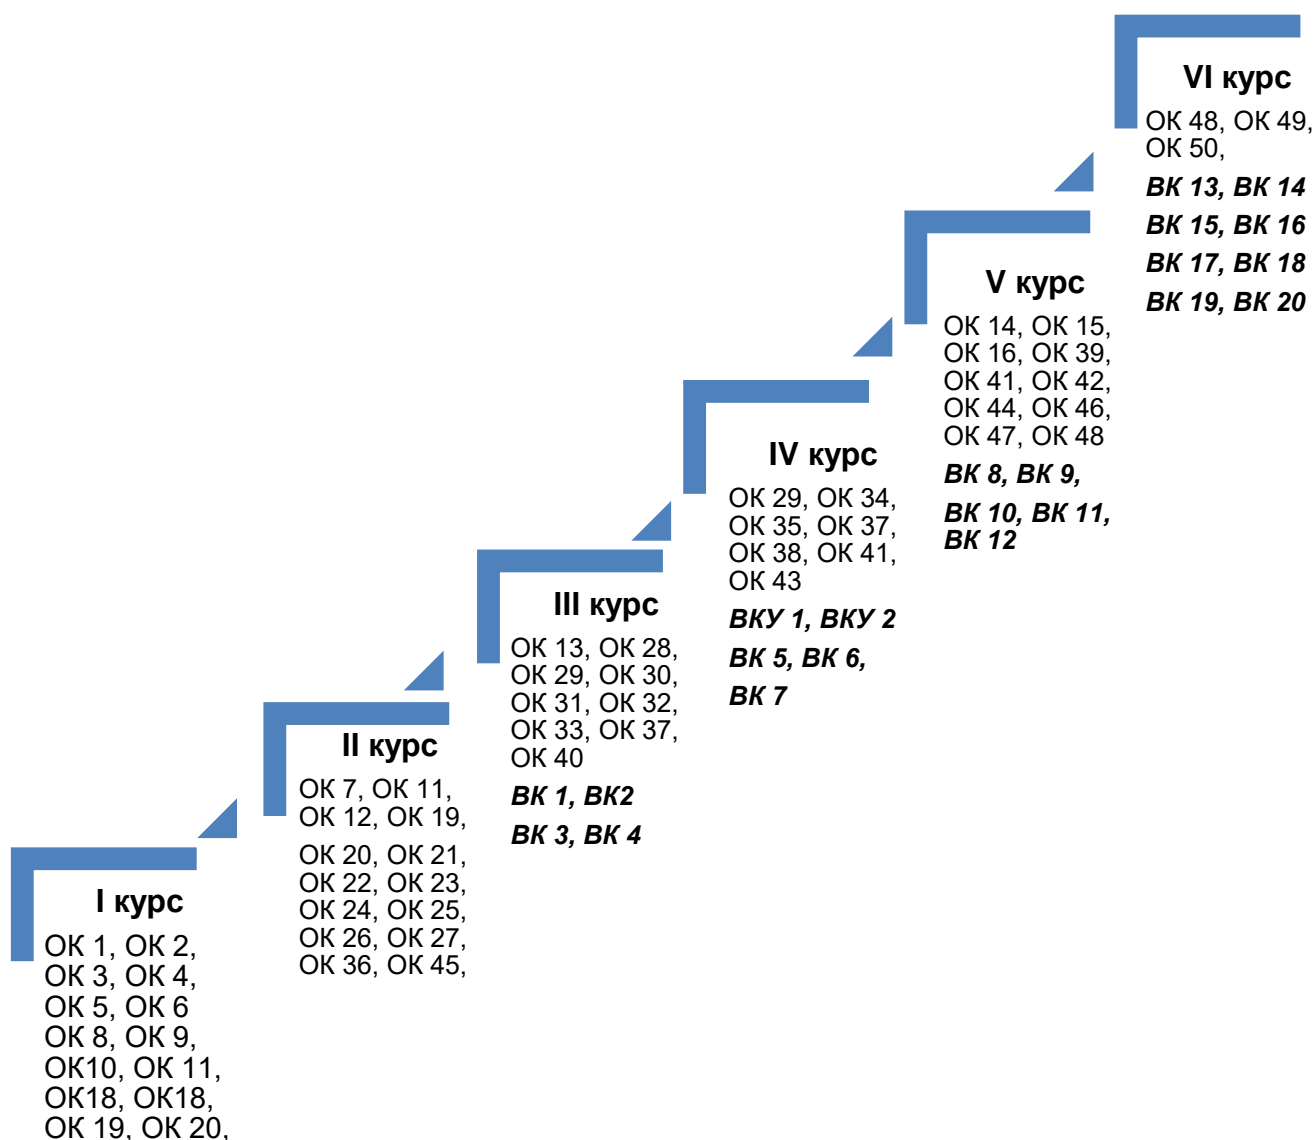 I курс
ОК 1, ОК 2,
ОК 3, ОК 4,
ОК 5, ОК 6
ОК 8, ОК 9,
ОК10, ОК 11,
ОК18, ОК18,
ОК 19, ОК 20,
II курс
ОК 7, ОК 11,
ОК 12, ОК 19,
ОК 20, ОК 21,
ОК 22, ОК 23,
ОК 24, ОК 25,
ОК 26, ОК 27,
ОК 36, ОК 45,
III курс
ОК 13, ОК 28,
ОК 29, ОК 30,
ОК 31, ОК 32,
ОК 33, ОК 37,
ОК 40
ВК 1, ВК2
ВК 3, ВК 4
IV курс
ОК 29, ОК 34,
ОК 35, ОК 37,
ОК 38, ОК 41,
ОК 43
ВКУ 1, ВКУ 2
ВК 5, ВК 6,
ВК 7
V курс
ОК 14, ОК 15,
ОК 16, ОК 39,
ОК 41, ОК 42,
ОК 44, ОК 46,
ОК 47, ОК 48
ВК 8, ВК 9,
ВК 10, ВК 11,
ВК 12
VI курс
ОК 48, ОК 49,
ОК 50,
ВК 13, ВК 14
ВК 15, ВК 16
ВК 17, ВК 18
ВК 19, ВК 20